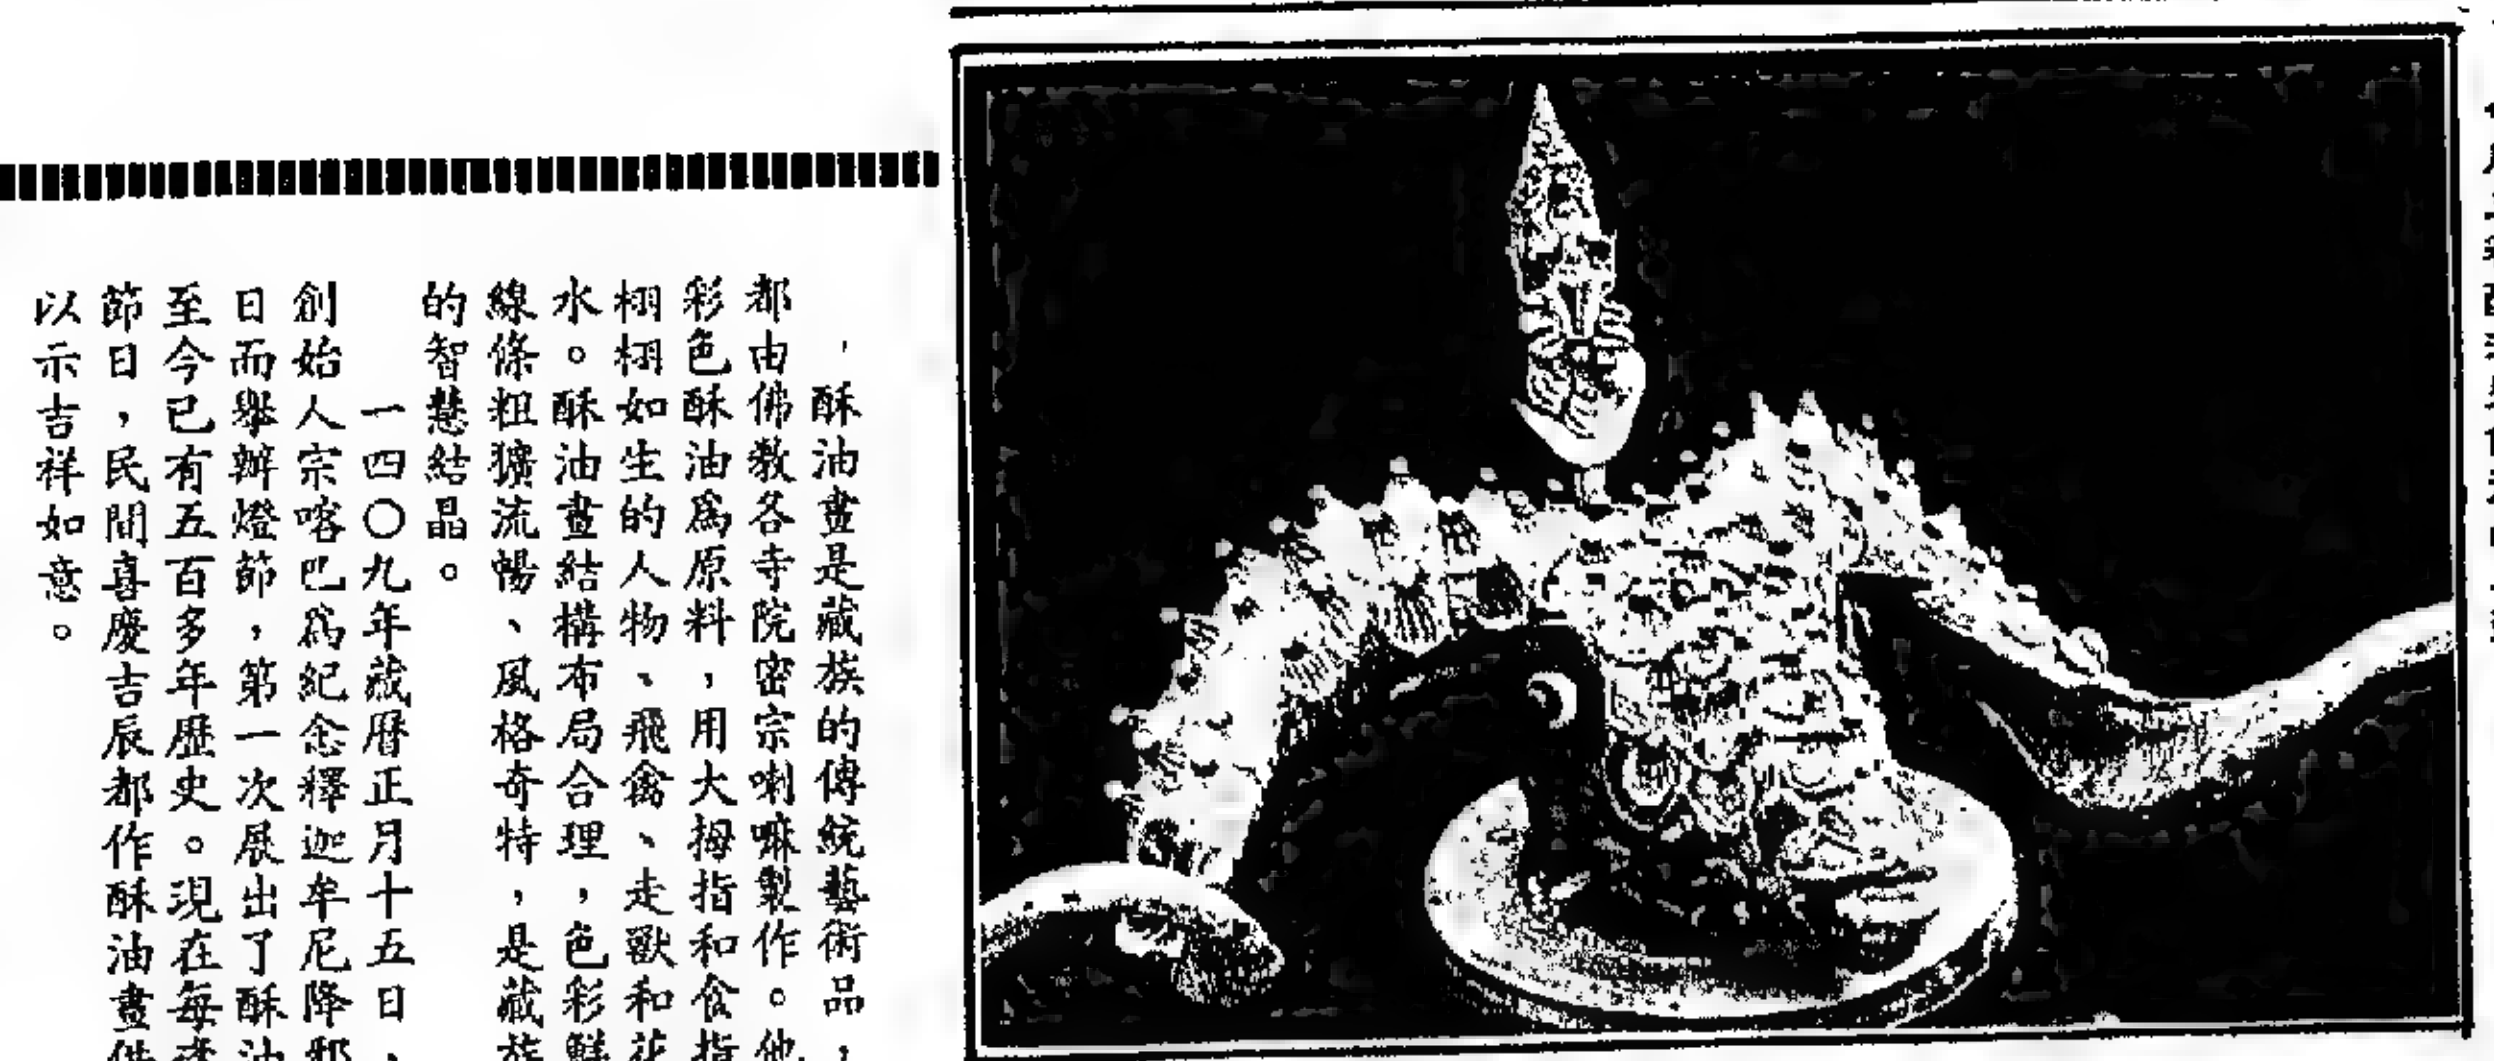 酥油畫是藏族的傳統藝術品，
都由佛教各寺院密宗喇嘛製作。他
彩色酥油爲原料，用大拇指和食指
栩栩如生的人物、飛禽、走獸和花
水。酥油畫結構布局合理，色彩鮮
線條粗獷流暢、風格奇特，是藏族
的智慧結晶。
一四〇九年藏曆正月十五日，
創始人宗喀巴爲紀念釋迦牟尼降邪
日而舉辦燈節，第一次展出了酥油
至今已有五百多年歷史。現在每逢
節日，民間喜慶吉辰都作酥油畫供
以示吉祥如意。